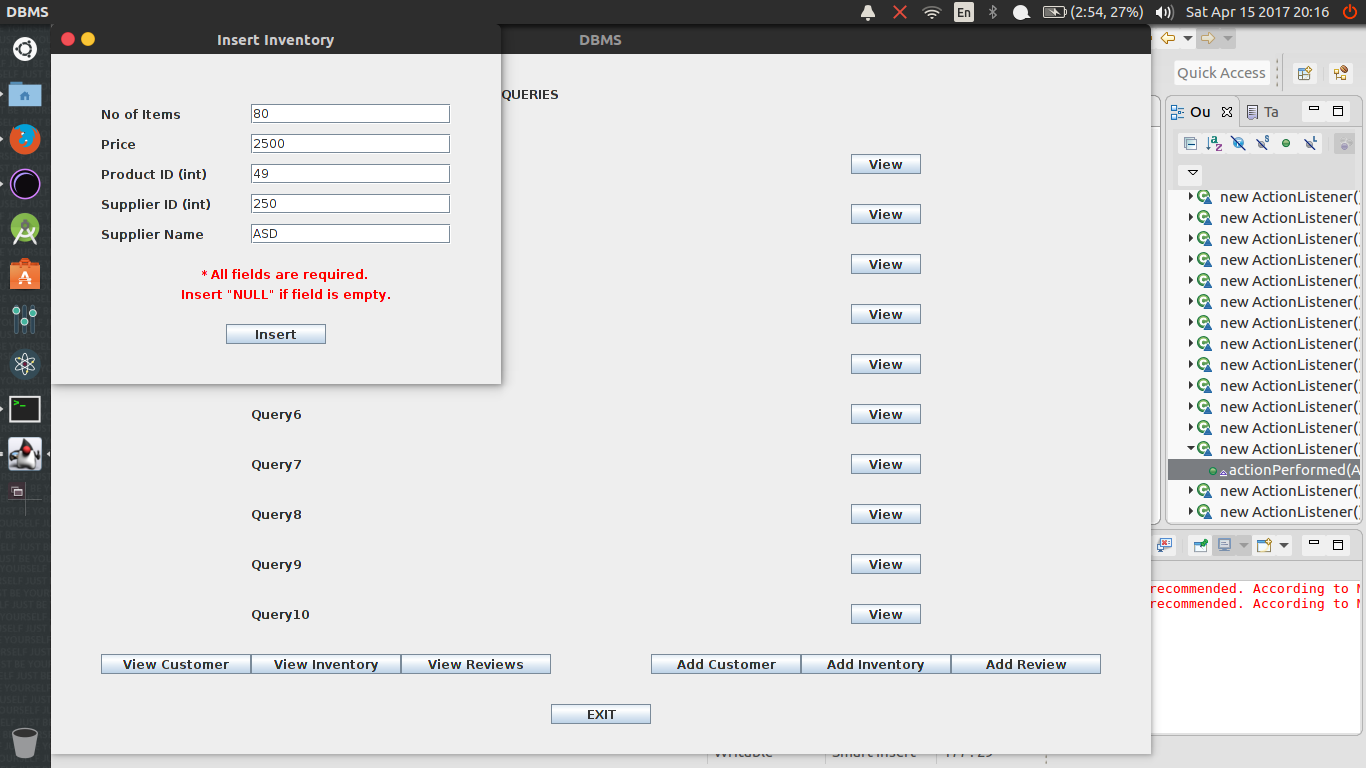 DBMS
En
(2:54, 27%)
Sat Apr 15 2017 20:16
Insert Inventory
DBMS
Quick Access
QUERIES
Ou
Ta
No of Items
80
Price
2500
Product ID (int)
49
Supplier ID (int)
250
Supplier Name
ASD
* All fields are required.
Insert "NULL" if field is empty.
Insert
View
View
View
View
View
Query6
View
Query7
View
Query8
View
Query9
View
Query10
View
View Customer
View Inventory
View Reviews
Add Customer
Add Inventory
Add Review
EXIT
new ActionListener()
new ActionListener()
new ActionListener()
new ActionListener()
new ActionListener()
new ActionListener()
new ActionListener()
new ActionListener()
new ActionListener()
new ActionListener()
new ActionListener()
new ActionListener()
new ActionListener()
actionPerformed(A
new ActionListener()
new ActionListener()
recommended. According to M
recommended. According to M
Writable
Smart Insert
177 : 29